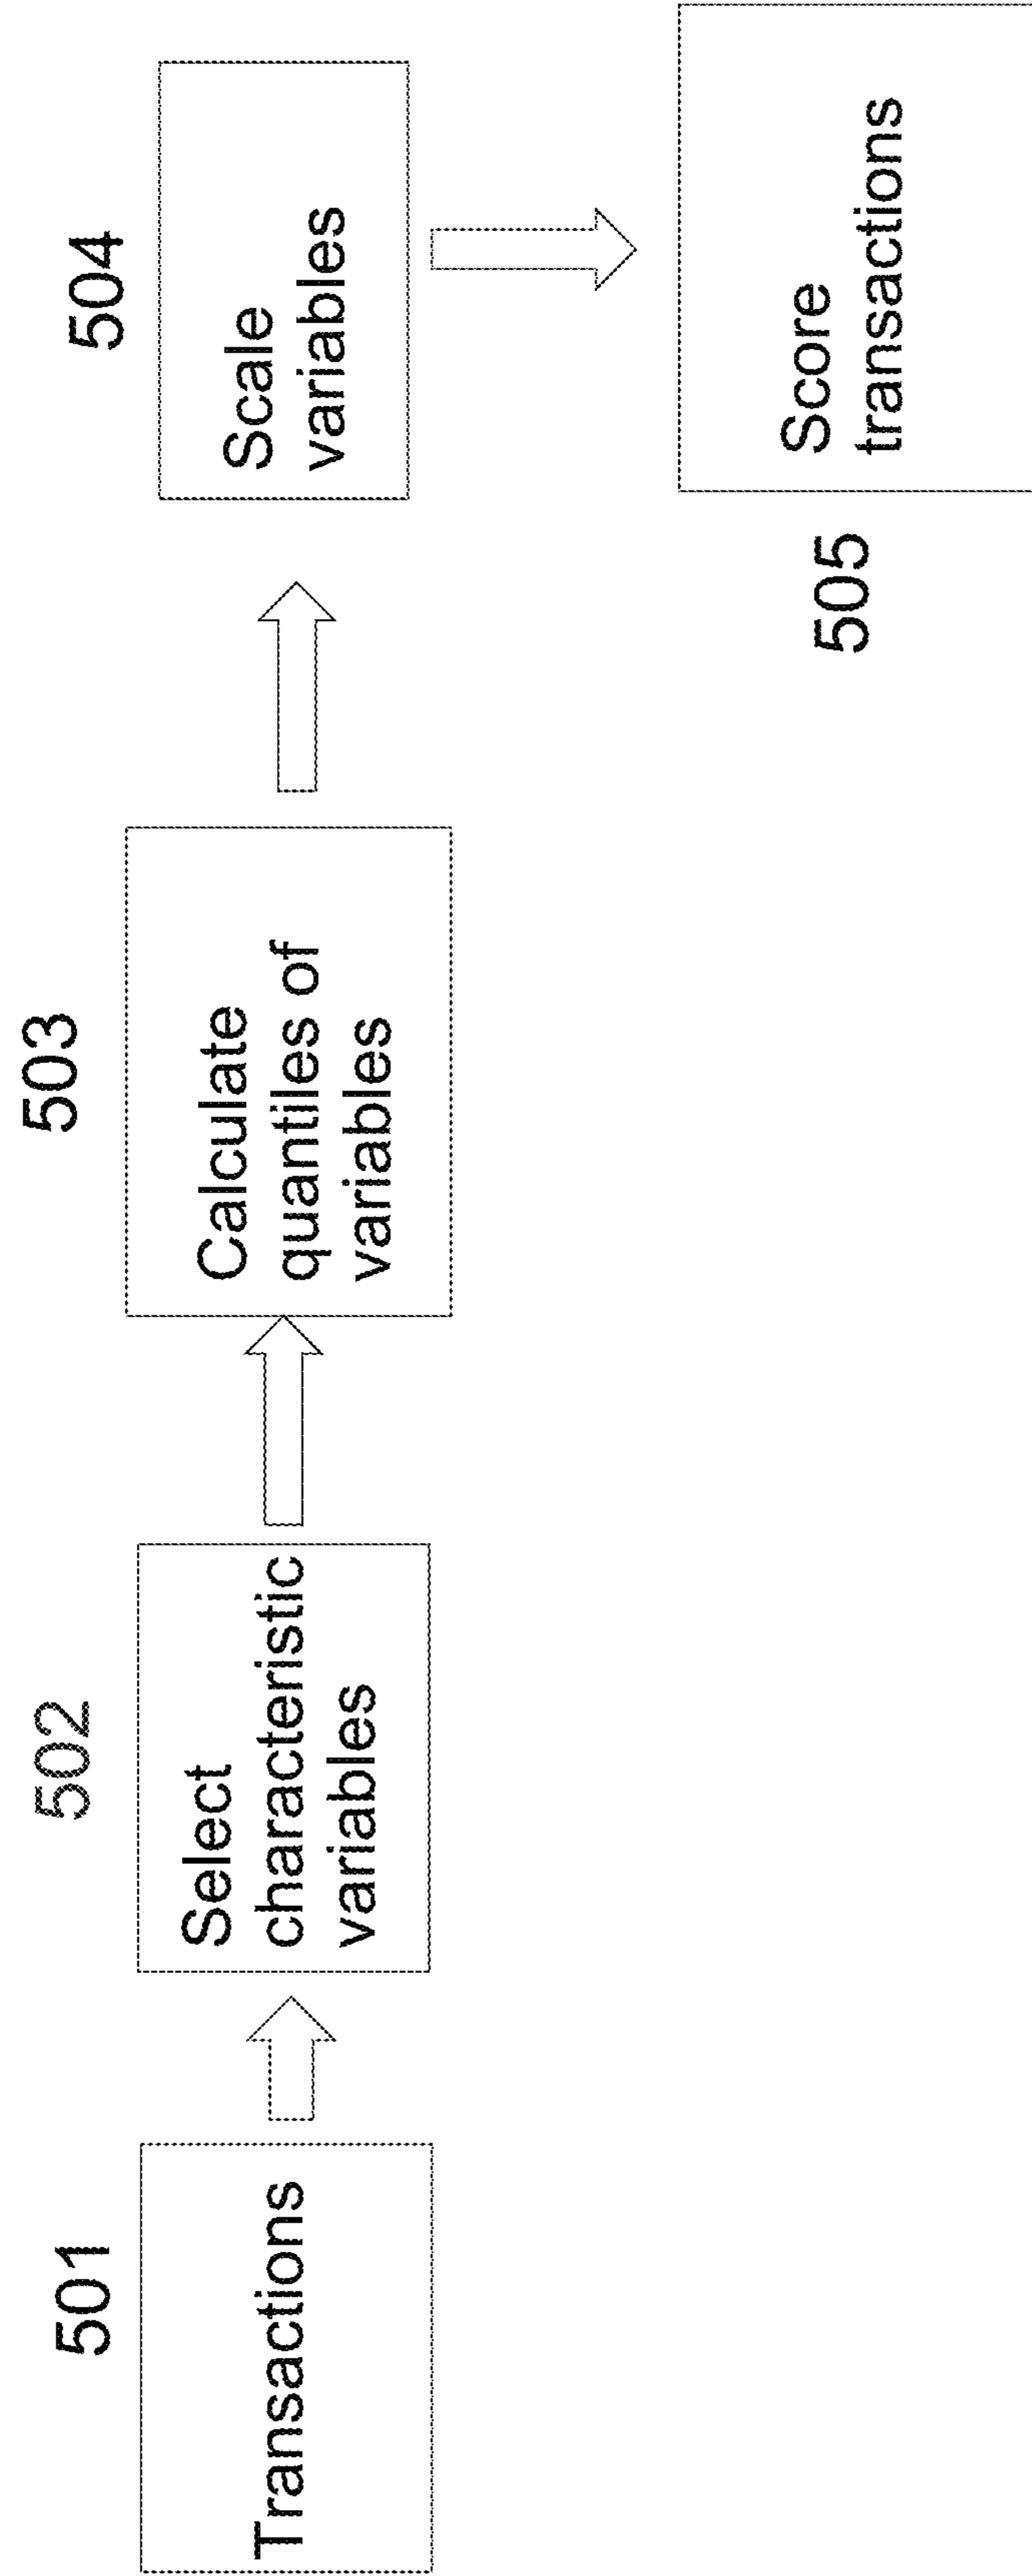 501
Transactions
502
Select
characteristic
variables
503
Calculate
quantiles of
variables
504
Scale
variables
505
Score
transactions